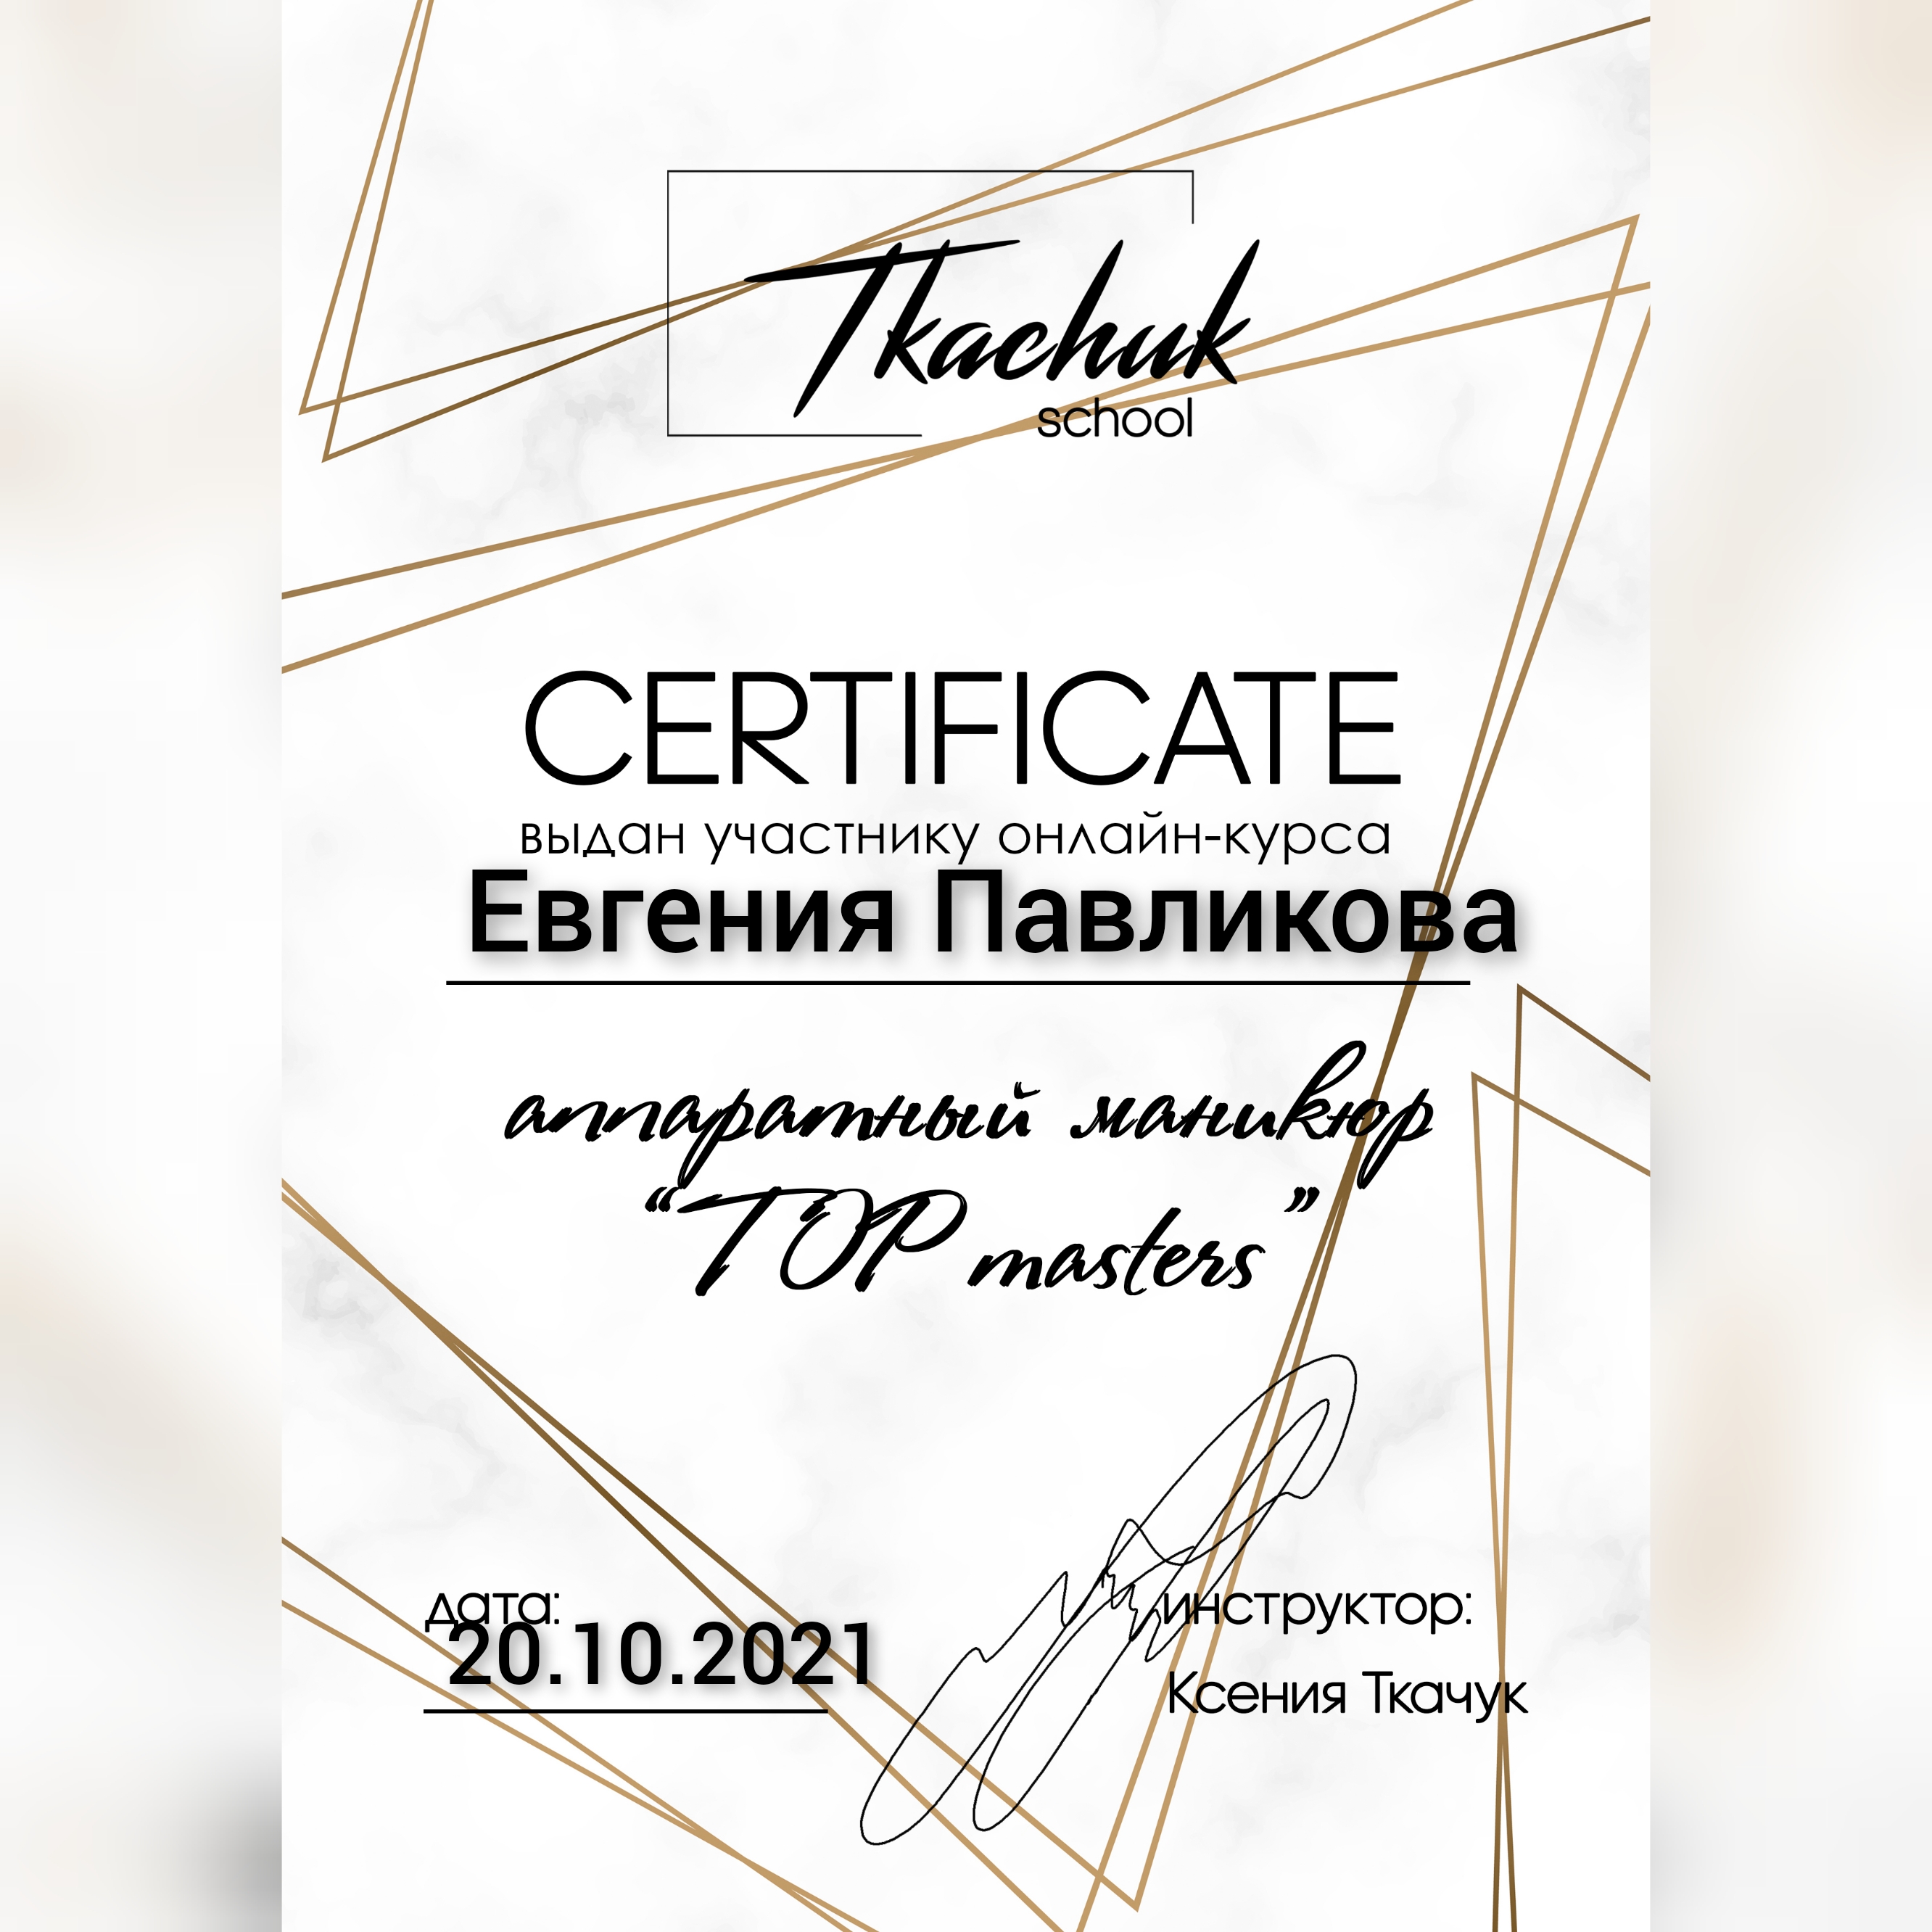 Tkachuk
school
CERTIFICATE
выдан участнику онлайн-курса
Евгения Павликова
аппаратный маникюр
“TOP masters”
дата:
20.10.2021
инструктор:
Ксения Ткачук